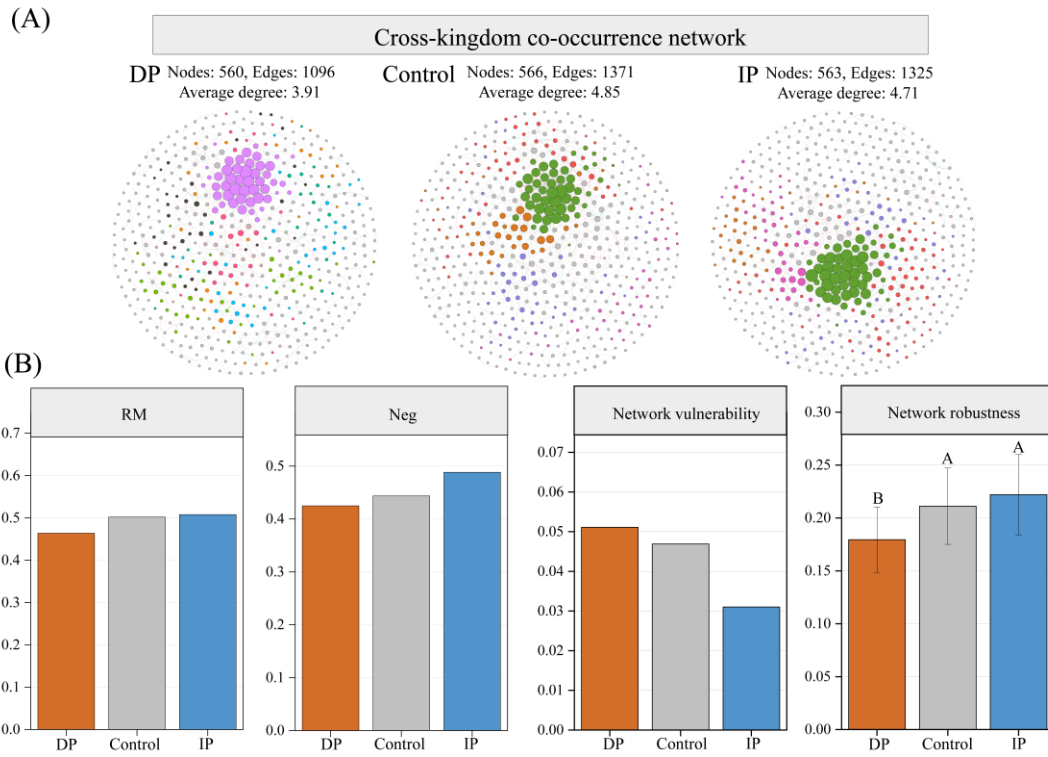 (A)
Cross-kingdom co-occurrence network
DP Nodes: 560, Edges: 1096
Average degree: 3.91
Control Nodes: 566, Edges: 1371
Average degree: 4.85
IP Nodes: 563, Edges: 1325
Average degree: 4.71
(B)
RM
0.7
0.6
0.5
0.4
0.3
0.2
0.1
0.0
DP Control IP
Neg
0.5
0.4
0.3
0.2
0.1
0.0
DP Control IP
Network vulnerability
0.07
0.06
0.05
0.04
0.03
0.02
0.01
0.00
DP Control IP
Network robustness
0.30
0.25
0.20
0.15
0.10
0.05
0.00
B A A
DP Control IP